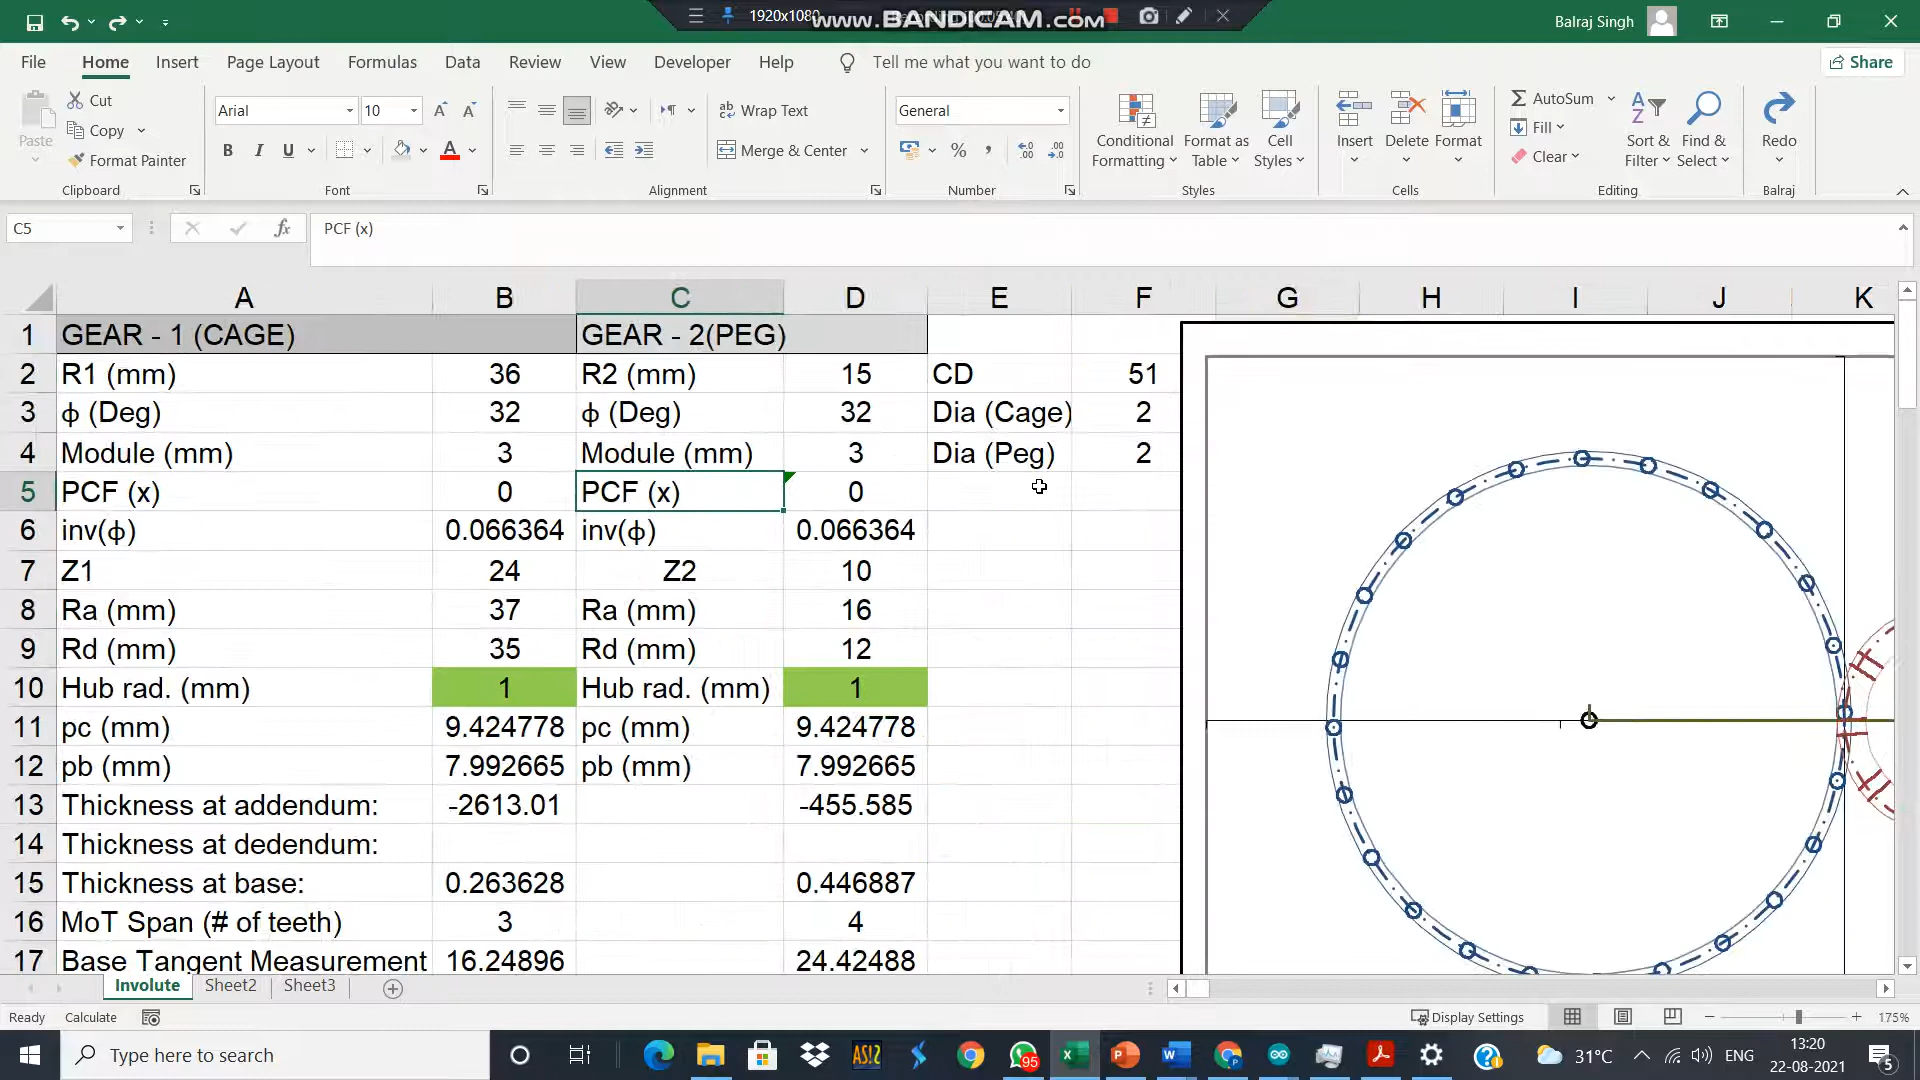 1920x1080
www.BANDICAM.com
Balraj Singh
File Home Insert Page Layout Formulas Data Review View Developer Help Tell me what you want to do Share
Paste Cut Copy Format Painter Clipboard
Arial 10 B I U A Font
Wrap Text Merge & Center Alignment
General % Number
Conditional Formatting Format as Table Cell Styles Styles
Insert Delete Format Cells
AutoSum Fill Clear Sort & Filter Find & Select Editing
Redo Balraj
C5 fx PCF (x)
A B C D E F G H I J K
1 GEAR - 1 (CAGE) GEAR - 2(PEG)
2 R1 (mm) 36 R2 (mm) 15 CD 51
3 ϕ (Deg) 32 ϕ (Deg) 32 Dia (Cage) 2
4 Module (mm) 3 Module (mm) 3 Dia (Peg) 2
5 PCF (x) 0 PCF (x) 0
6 inv(ϕ) 0.066364 inv(ϕ) 0.066364
7 Z1 24 Z2 10
8 Ra (mm) 37 Ra (mm) 16
9 Rd (mm) 35 Rd (mm) 12
10 Hub rad. (mm) 1 Hub rad. (mm) 1
11 pc (mm) 9.424778 pc (mm) 9.424778
12 pb (mm) 7.992665 pb (mm) 7.992665
13 Thickness at addendum: -2613.01 -455.585
14 Thickness at dedendum:
15 Thickness at base: 0.263628 0.446887
16 MoT Span (# of teeth) 3 4
17 Base Tangent Measurement 16.24896 24.42488
Involute Sheet2 Sheet3
Ready Calculate Display Settings 175%
Type here to search 95 31°C ENG 13:20
22-08-2021 5